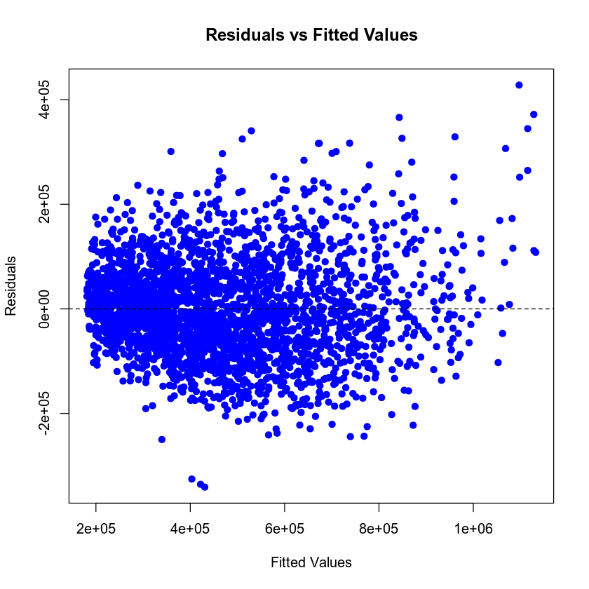 Residuals vs Fitted Values
4e+05
2e+05
0e+00
-2e+05
Residuals
2e+05 4e+05 6e+05 8e+05 1e+06
Fitted Values